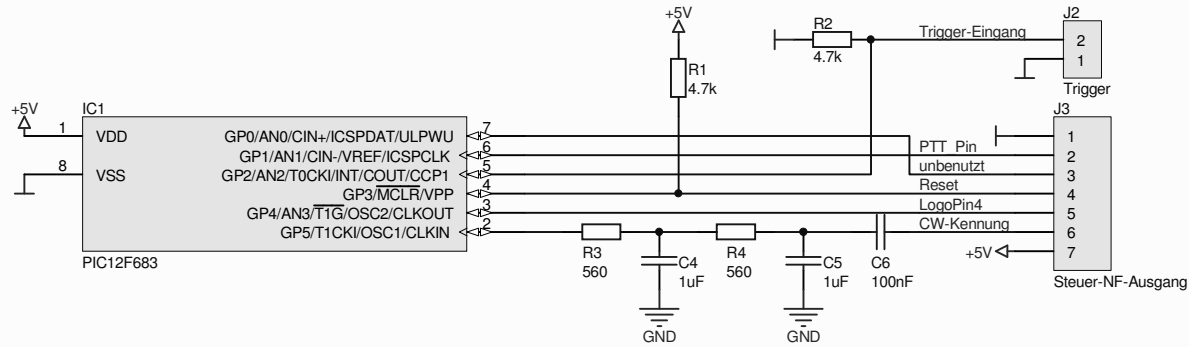 J2
+5V
R2
Trigger-Eingang
2
4.7k
1
R1
4.7k
Trigger
+5V
IC1
J3
1
VDD
GP0/AN0/CIN+/ICSPDAT/ULPWU
7
1
GP1/AN1/CIN-/VREF/ICSPCLK
6
PTT_Pin
2
8
VSS
GP2/AN2/T0CKI/INT/COUT/CCP1
5
unbenutzt
3
GP3/MCLR/VPP
4
Reset
4
GP4/AN3/T1G/OSC2/CLKOUT
3
LogoPin4
5
GP5/T1CKI/OSC1/CLKIN
2
CW-Kennung
6
+5V
7
PIC12F683
R3
560
C4
1uF
R4
560
C5
1uF
C6
100nF
Steuer-NF-Ausgang
GND
GND